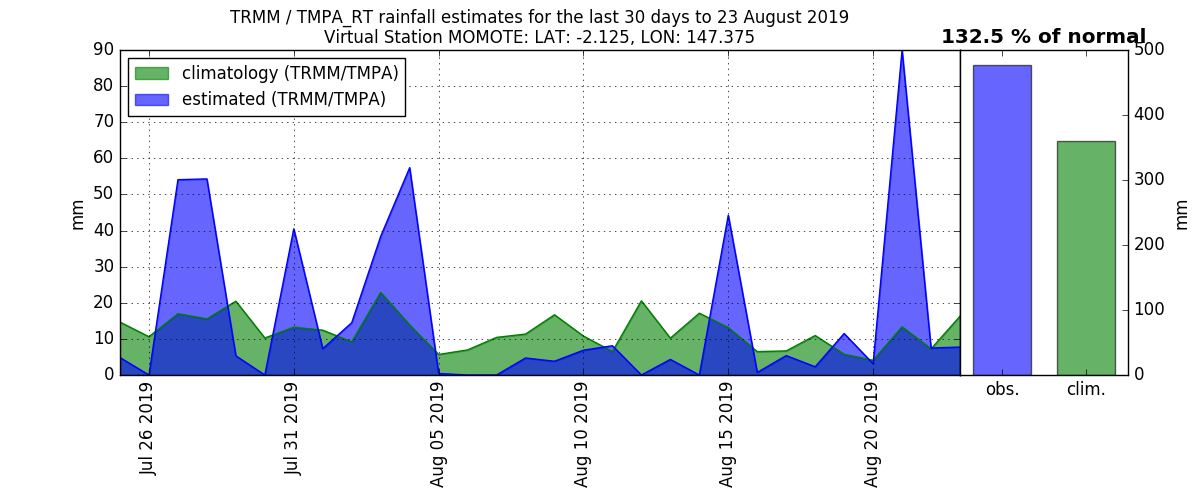 TRMM / TMPA_RT rainfall estimates for the last 30 days to 23 August 2019
Virtual Station MOMOTE: LAT: -2.125, LON: 147.375
132.5 % of normal
climatology (TRMM/TMPA)
estimated (TRMM/TMPA)
90
80
70
60
50
40
30
20
10
0
mm
Jul 26 2019
Jul 31 2019
Aug 05 2019
Aug 10 2019
Aug 15 2019
Aug 20 2019
obs.
clim.
500
400
300
200
100
0
mm